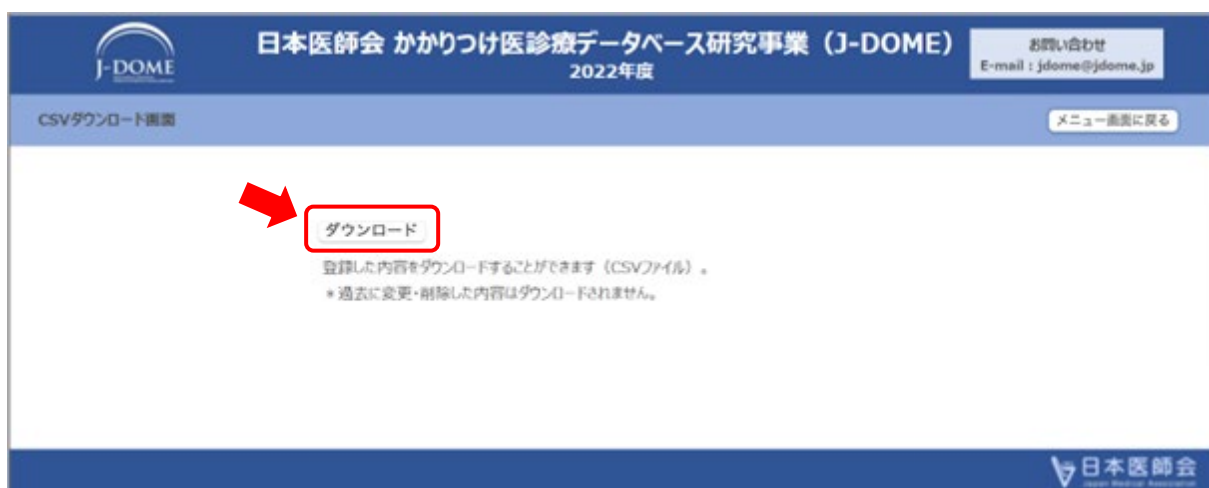 J-DOME
日本医師会 かかりつけ医診療データベース研究事業（J-DOME）
2022年度
お問い合わせ
E-mail：jdome@jdome.jp
CSVダウンロード画面
メニュー画面に戻る
ダウンロード
登録した内容をダウンロードすることができます（CSVファイル）。
＊過去に変更・削除した内容はダウンロードされません。
日本医師会
Japan Medical Association